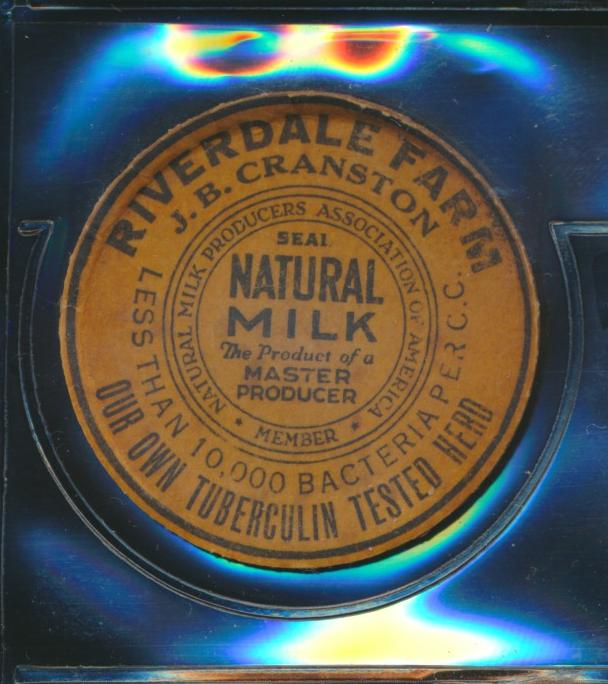 RIVERDALE FARM
J. B. CRANSTON
NATURAL MILK PRODUCERS ASSOCIATION OF AMERICA
SEAL
NATURAL
MILK
The Product of a
MASTER
PRODUCER
* MEMBER *
LESS THAN 10,000 BACTERIA PER C.C.
OUR OWN TUBERCULIN TESTED HERD